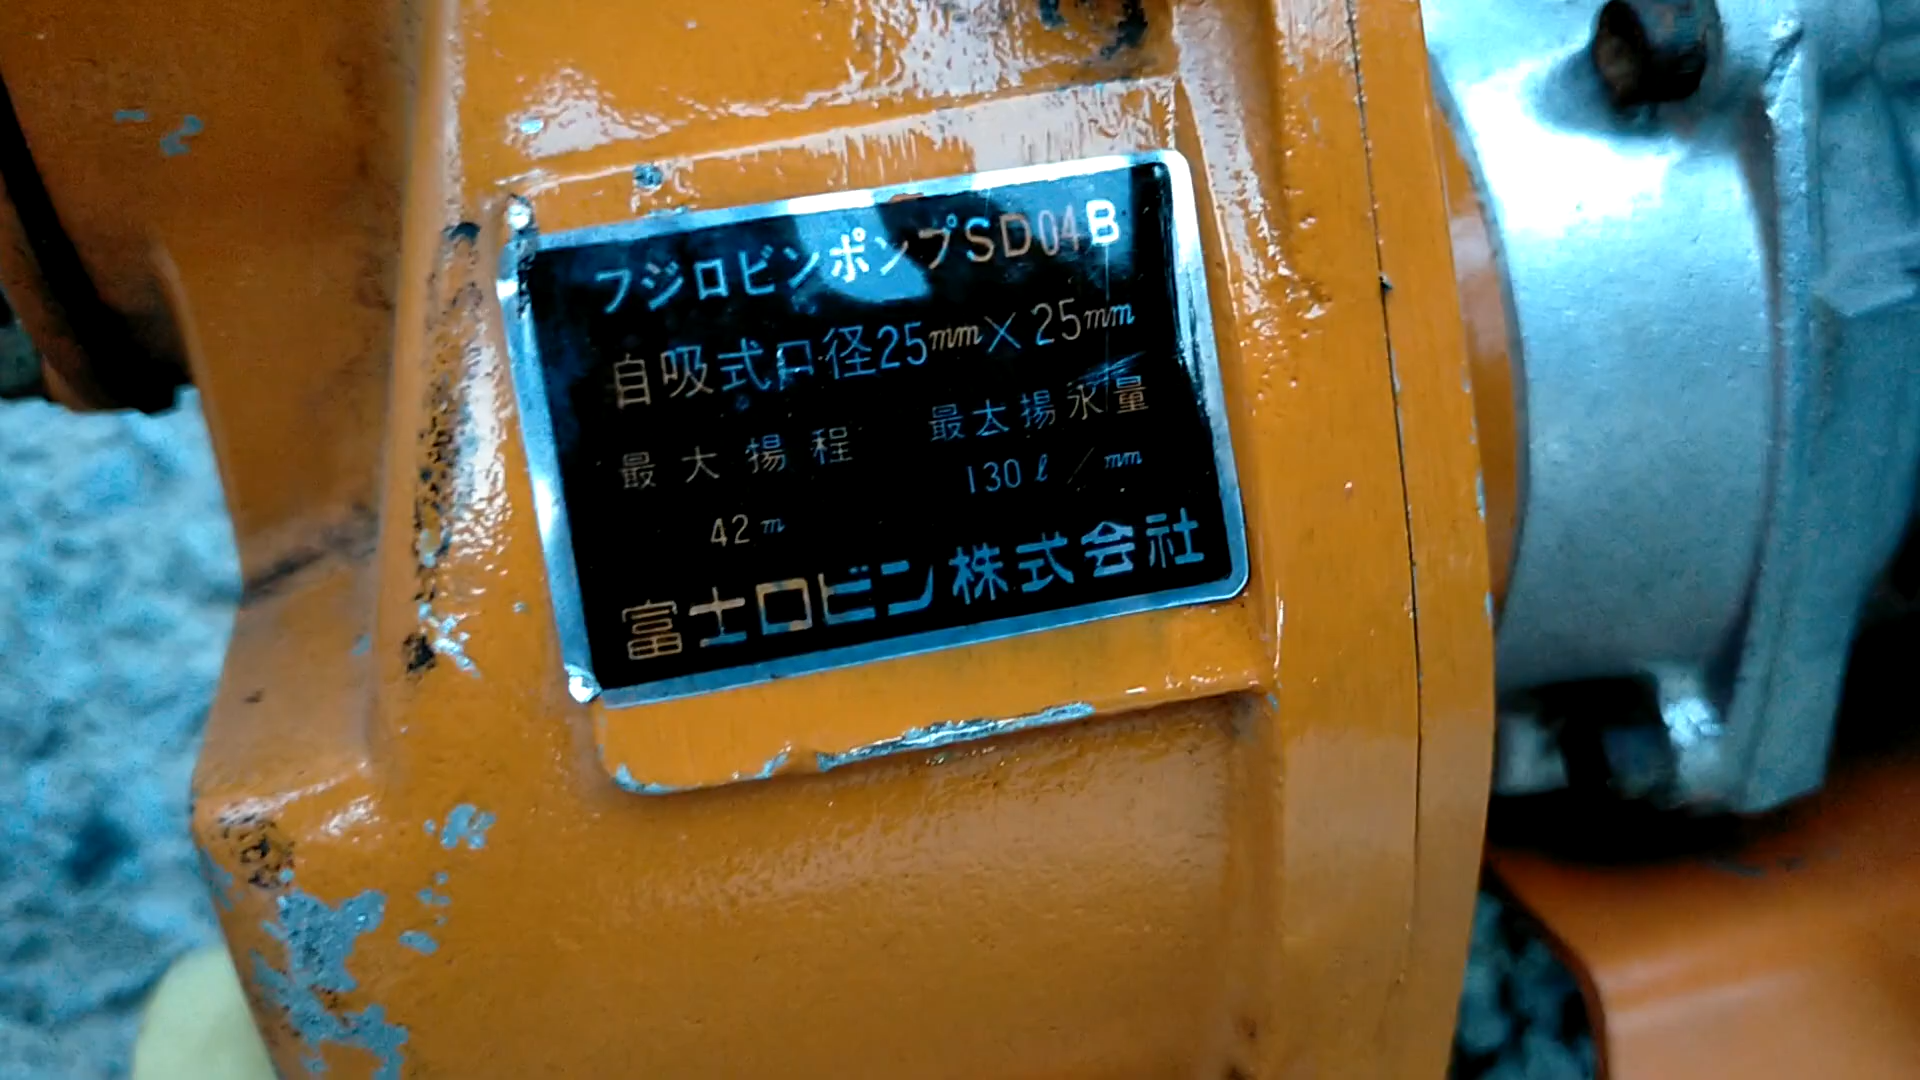 フジロビンポンプSD04B
自吸式口径25mm×25mm
最大揚程 最大揚水量
42m 130ℓ/mm
富士ロビン株式会社